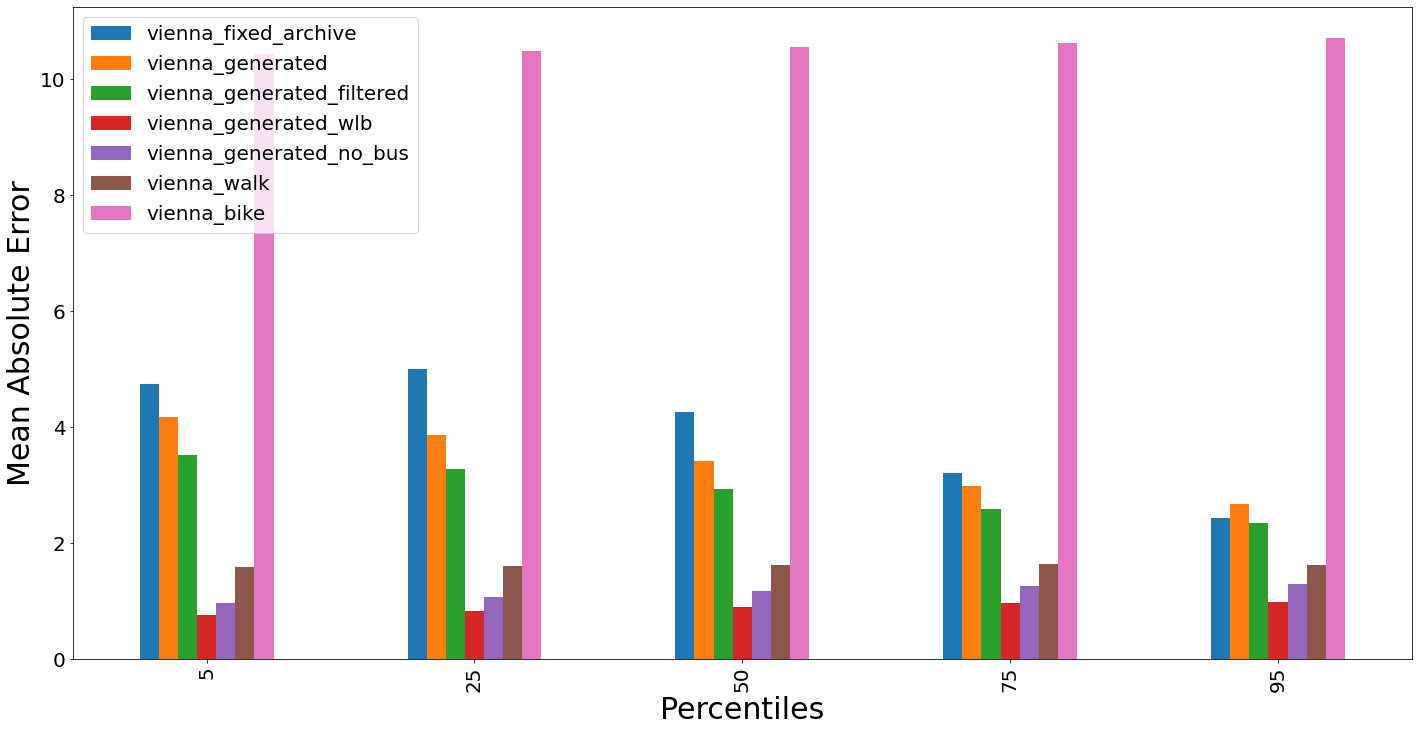 vienna_fixed_archive
vienna_generated
vienna_generated_filtered
vienna_generated_wlb
vienna_generated_no_bus
vienna_walk
vienna_bike
Mean Absolute Error
10
8
6
4
2
0
5
25
50
75
95
Percentiles